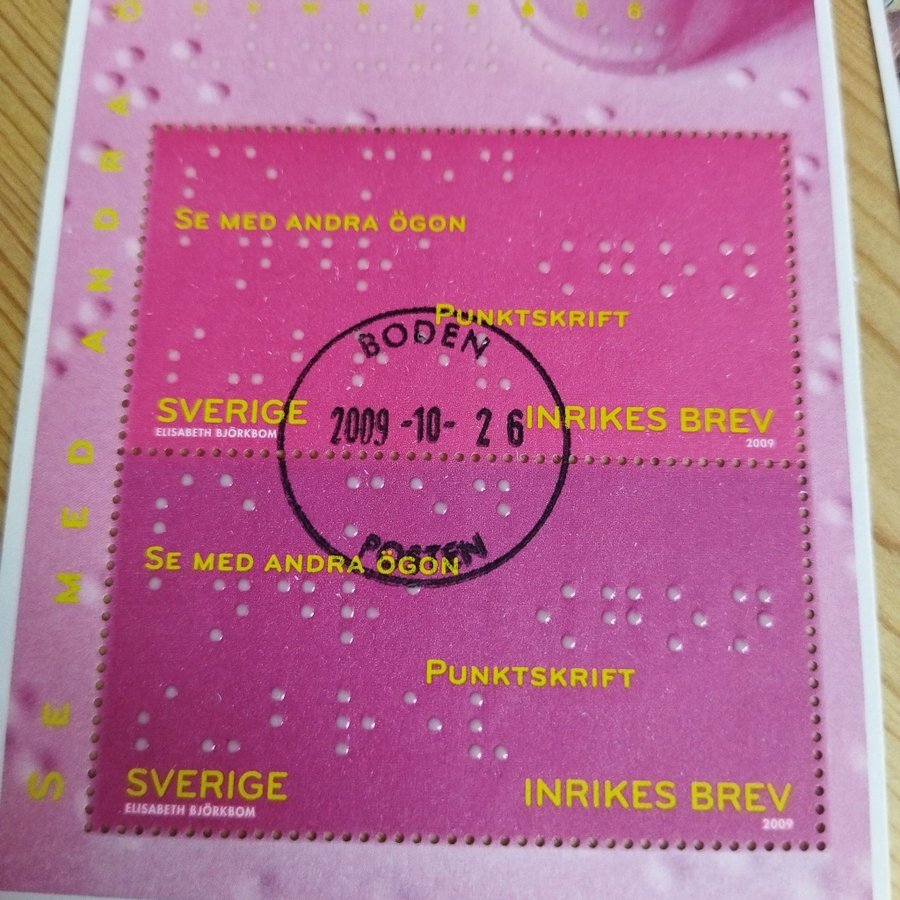 SE MED ANDRA
SE MED ANDRA ÖGON
PUNKTSKRIFT
SVERIGE
INRIKES BREV
ELISABETH BJÖRKBOM
2009
BODEN
2009-10-26
POSTEN
SE MED ANDRA ÖGON
PUNKTSKRIFT
SVERIGE
INRIKES BREV
ELISABETH BJÖRKBOM
2009